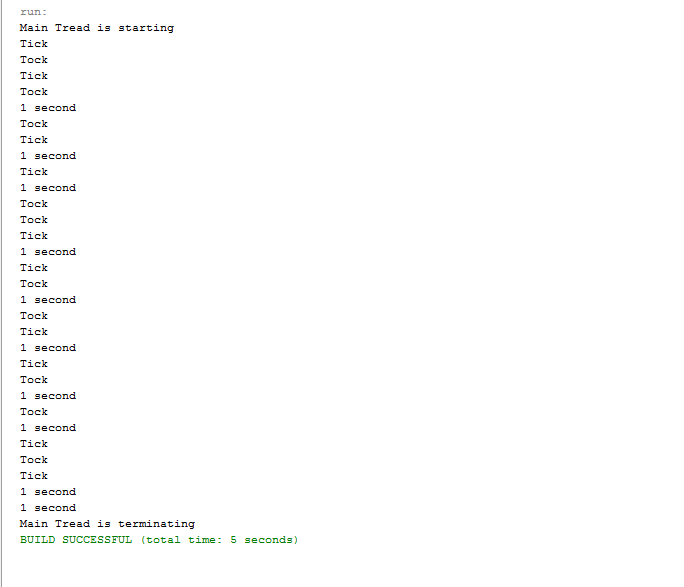 run:
Main Tread is starting
Tick
Tock
Tick
Tock
1 second
Tock
Tick
1 second
Tick
1 second
Tock
Tock
Tick
1 second
Tick
Tock
1 second
Tock
Tick
1 second
Tick
Tock
1 second
Tock
1 second
Tick
Tock
Tick
1 second
1 second
Main Tread is terminating
BUILD SUCCESSFUL (total time: 5 seconds)